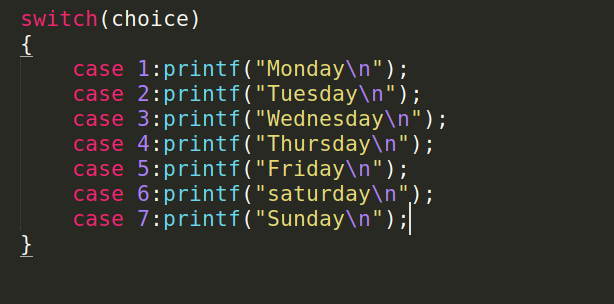 switch(choice)
{
    case 1:printf("Monday\n");
    case 2:printf("Tuesday\n");
    case 3:printf("Wednesday\n");
    case 4:printf("Thursday\n");
    case 5:printf("Friday\n");
    case 6:printf("saturday\n");
    case 7:printf("Sunday\n");
}